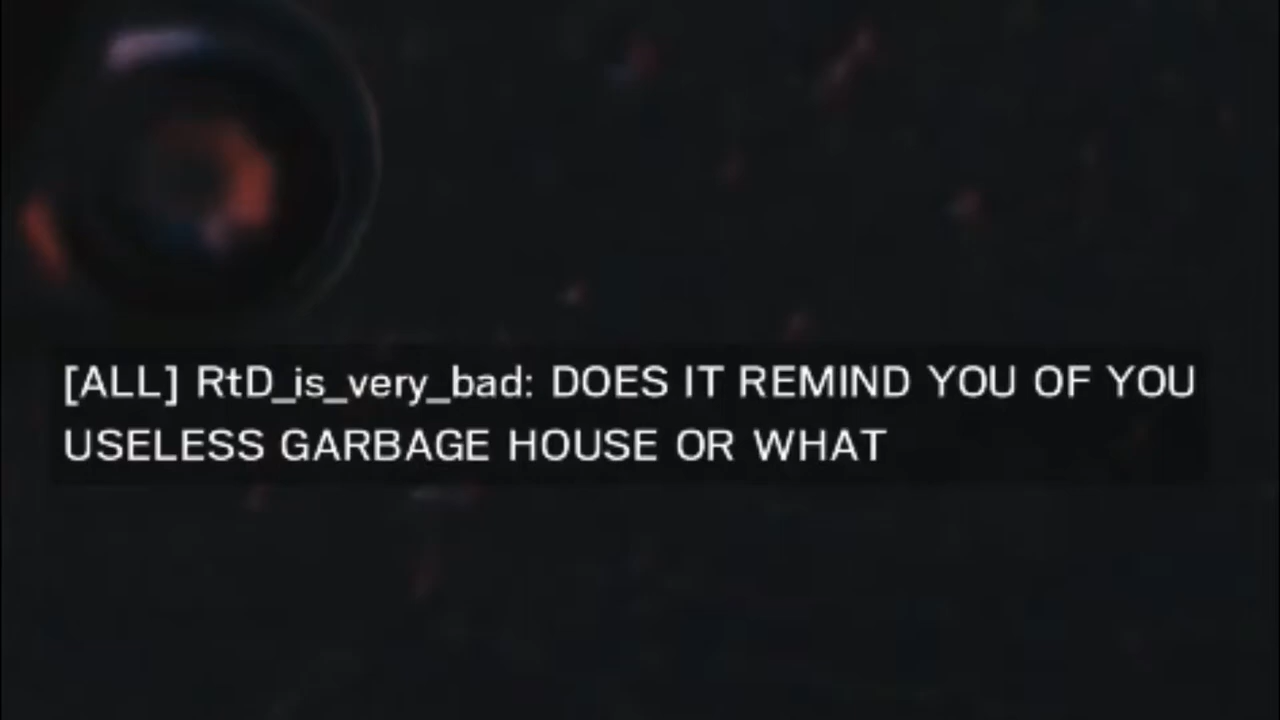 [ALL] RtD_is_very_bad: DOES IT REMIND YOU OF YOU
USELESS GARBAGE HOUSE OR WHAT